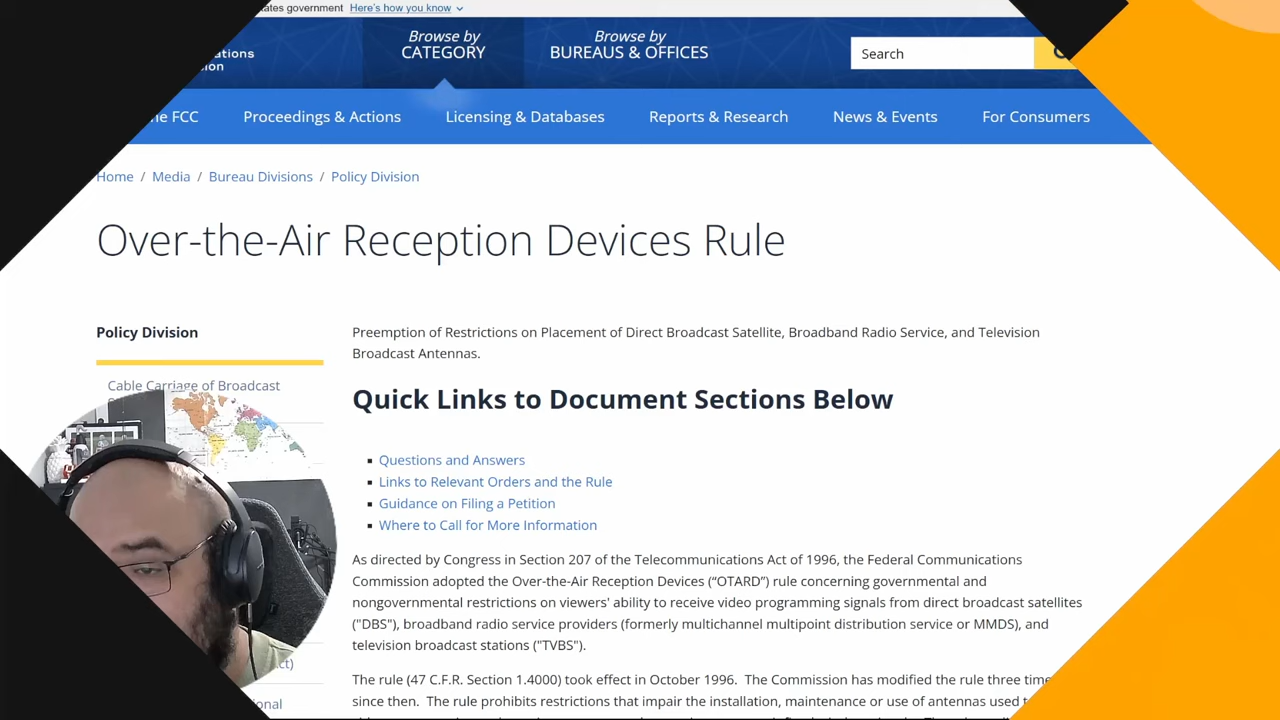 ates government Here's how you know
Browse by
CATEGORY
Browse by
BUREAUS & OFFICES
Search
ations
sion
he FCC Proceedings & Actions Licensing & Databases Reports & Research News & Events For Consumers
Home / Media / Bureau Divisions / Policy Division
Over-the-Air Reception Devices Rule
Policy Division
Cable Carriage of Broadcast
Preemption of Restrictions on Placement of Direct Broadcast Satellite, Broadband Radio Service, and Television
Broadcast Antennas.
Quick Links to Document Sections Below
Questions and Answers
Links to Relevant Orders and the Rule
Guidance on Filing a Petition
Where to Call for More Information
As directed by Congress in Section 207 of the Telecommunications Act of 1996, the Federal Communications
Commission adopted the Over-the-Air Reception Devices (“OTARD”) rule concerning governmental and
nongovernmental restrictions on viewers' ability to receive video programming signals from direct broadcast satellites
("DBS"), broadband radio service providers (formerly multichannel multipoint distribution service or MMDS), and
television broadcast stations ("TVBS").
ct)
ional
The rule (47 C.F.R. Section 1.4000) took effect in October 1996. The Commission has modified the rule three time
since then. The rule prohibits restrictions that impair the installation, maintenance or use of antennas used t